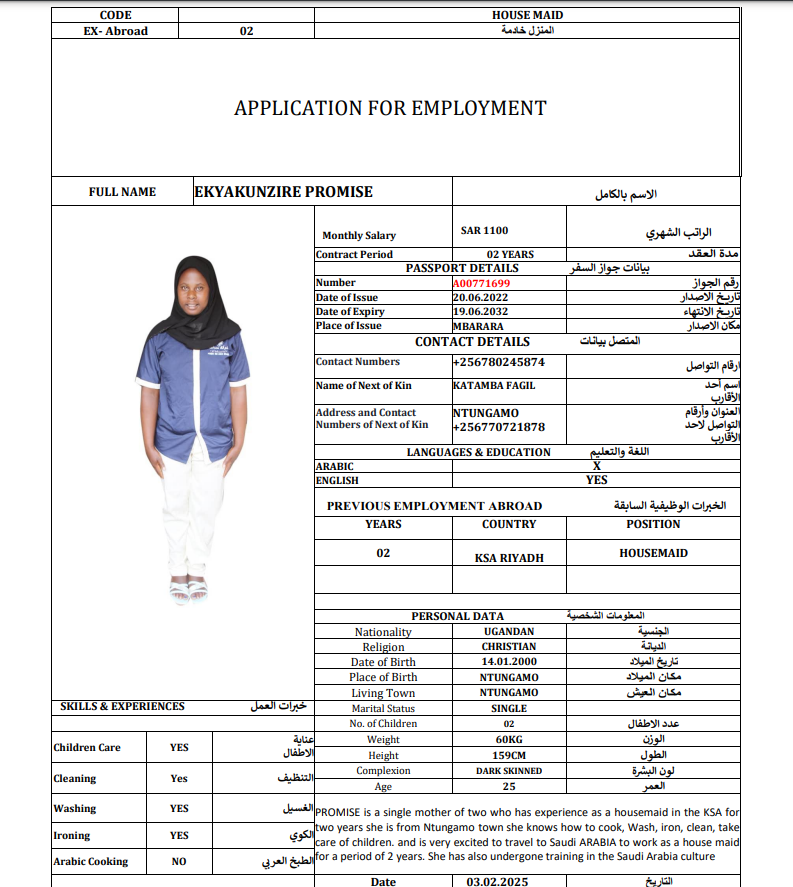 CODE HOUSE MAID
EX- Abroad 02 المنزل خادمة
APPLICATION FOR EMPLOYMENT
FULL NAME EKYAKUNZIRE PROMISE الاسم بالكامل
Monthly Salary SAR 1100 الراتب الشهري
Contract Period 02 YEARS مدة العقد
PASSPORT DETAILS بيانات جواز السفر
Number A00771699 رقم الجواز
Date of Issue 20.06.2022 تاريخ الاصدار
Date of Expiry 19.06.2032 تاريخ الانتهاء
Place of Issue MBARARA مكان الاصدار
CONTACT DETAILS المتصل بيانات
Contact Numbers +256780245874 ارقام التواصل
Name of Next of Kin KATAMBA FAGIL اسم أحد
الأقارب
Address and Contact NTUNGAMO العنوان وأرقام
Numbers of Next of Kin +256770721878 التواصل لاحد
الأقارب
LANGUAGES & EDUCATION اللغة والتعليم
ARABIC X
ENGLISH YES
PREVIOUS EMPLOYMENT ABROAD الخبرات الوظيفية السابقة
YEARS COUNTRY POSITION
02 KSA RIYADH HOUSEMAID
PERSONAL DATA المعلومات الشخصية
Nationality UGANDAN الجنسية
Religion CHRISTIAN الديانة
Date of Birth 14.01.2000 تاريخ الميلاد
Place of Birth NTUNGAMO مكان الميلاد
Living Town NTUNGAMO مكان العيش
Marital Status SINGLE
No. of Children 02 عدد الاطفال
Weight 60KG الوزن
Height 159CM الطول
Complexion DARK SKINNED لون البشرة
Age 25 العمر
SKILLS & EXPERIENCES خبرات العمل
Children Care YES عناية
الاطفال
Cleaning Yes التنظيف
Washing YES الغسيل
Ironing YES الكوي
Arabic Cooking NO الطبخ العربي
PROMISE is a single mother of two who has experience as a housemaid in the KSA for
two years she is from Ntungamo town she knows how to cook, Wash, iron, clean, take
care of children. and is very excited to travel to Saudi ARABIA to work as a house maid
for a period of 2 years. She has also undergone training in the Saudi Arabia culture
Date 03.02.2025 التاريخ